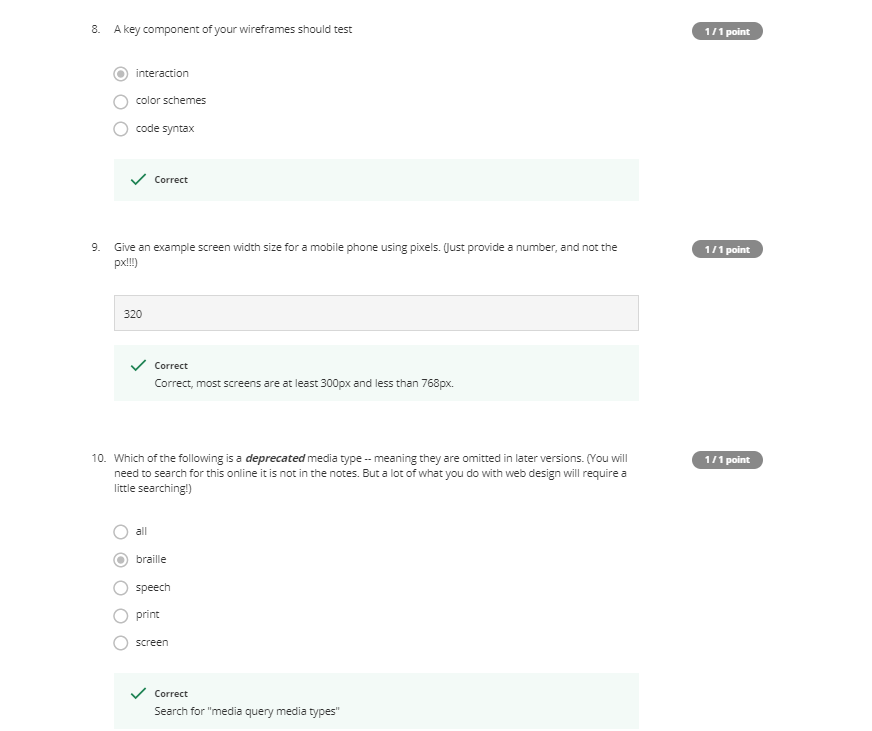 8. A key component of your wireframes should test
1 / 1 point
interaction
color schemes
code syntax
Correct
9. Give an example screen width size for a mobile phone using pixels. (Just provide a number, and not the
px!!!)
1 / 1 point
320
Correct
Correct, most screens are at least 300px and less than 768px.
10. Which of the following is a deprecated media type -- meaning they are omitted in later versions. (You will
need to search for this online it is not in the notes. But a lot of what you do with web design will require a
little searching!)
1 / 1 point
all
braille
speech
print
screen
Correct
Search for "media query media types"